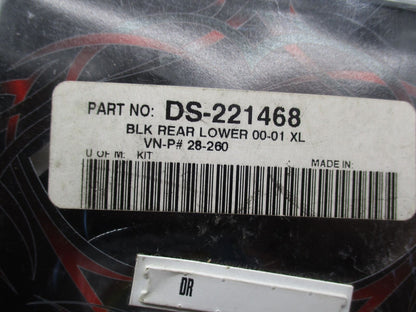 PART NO: DS-221468
BLK REAR LOWER 00-01 XL
VN-P# 28-260
U OF M: KIT MADE IN:
DR